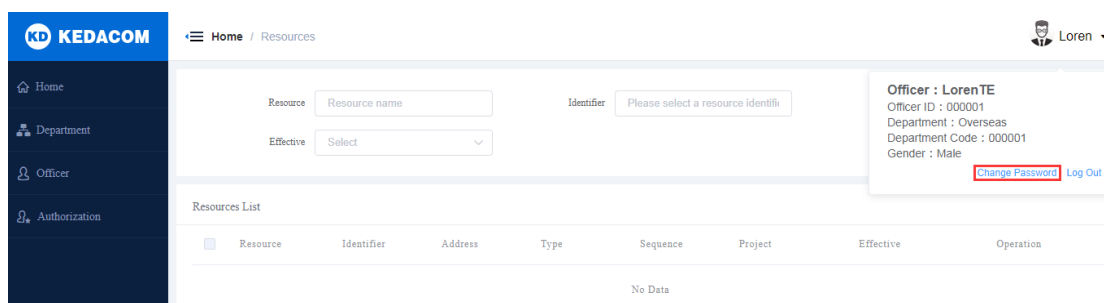 KD KEDACOM
Home / Resources
Loren
Home
Department
Officer
Authorization
Resource Resource name
Identifier Please select a resource identifi
Effective Select
Officer : LorenTE
Officer ID : 000001
Department : Overseas
Department Code : 000001
Gender : Male
Change Password Log Out
Resources List
Resource Identifier Address Type Sequence Project Effective Operation
No Data